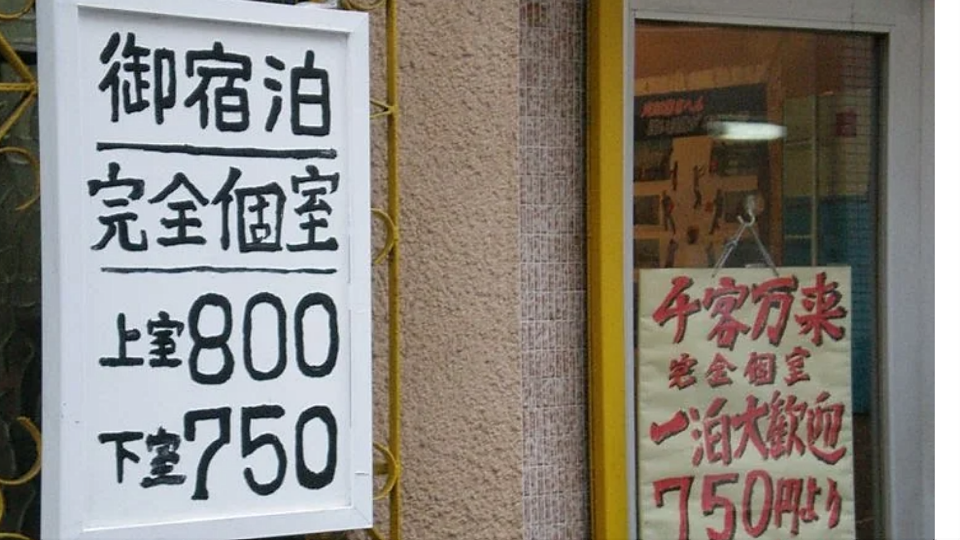 御宿泊
完全個室
上室800
下室750
千客万来
完全個室
一泊大歓迎
750円より